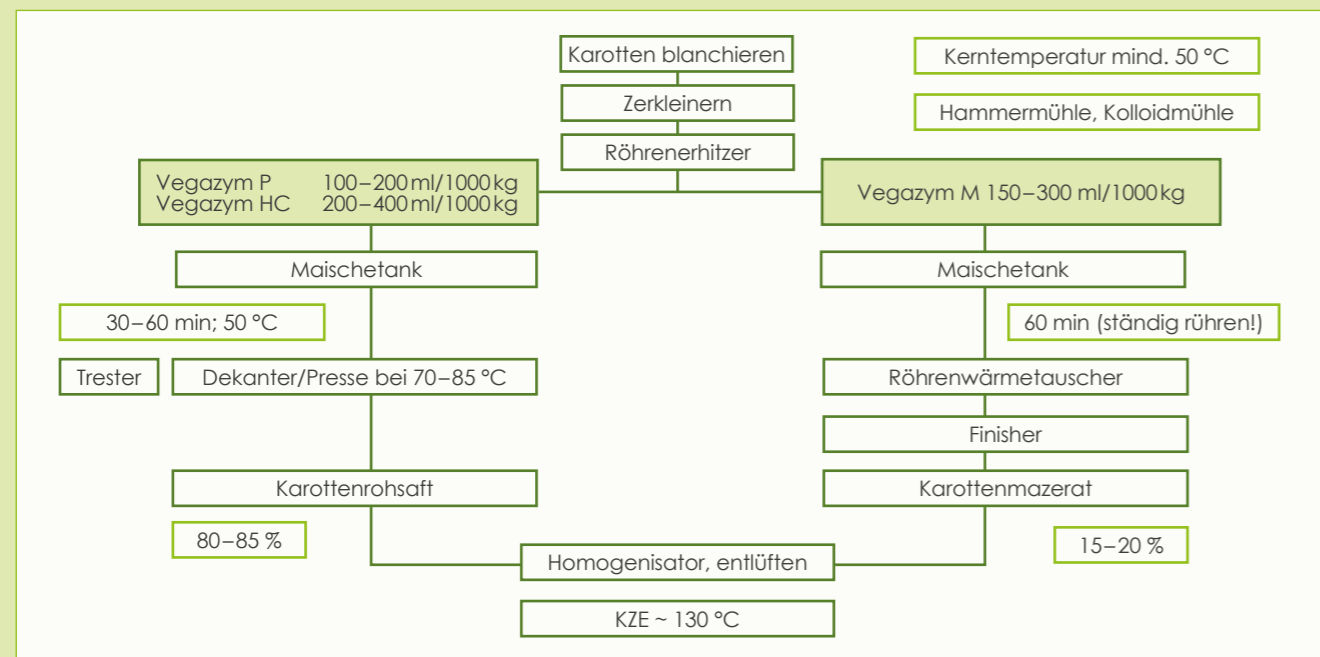 Karotten blanchieren
Kerntemperatur mind. 50 °C
Zerkleinern
Hammermühle, Kolloidmühle
Röhrenerhitzer
Vegazym P 100–200 ml/1000 kg
Vegazym HC 200–400 ml/1000 kg
Vegazym M 150–300 ml/1000 kg
Maischetank
Maischetank
30–60 min; 50 °C
60 min (ständig rühren!)
Trester
Dekanter/Presse bei 70–85 °C
Röhrenwärmetauscher
Finisher
Karottenrohsaft
Karottenmazerat
80–85 %
15–20 %
Homogenisator, entlüften
KZE ~ 130 °C